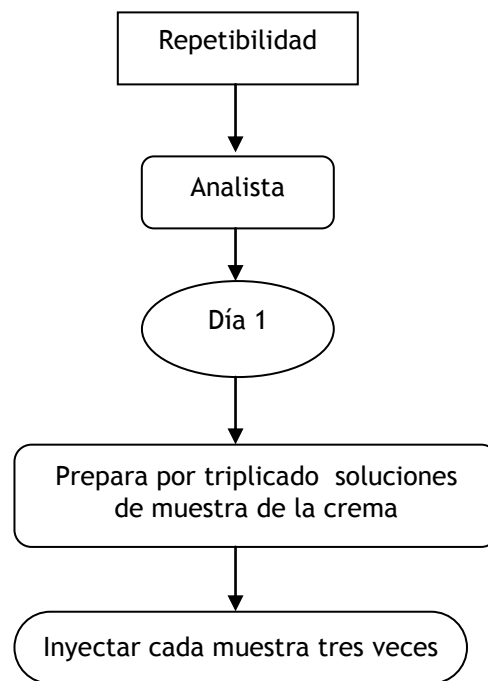 Repetibilidad
Analista
Día 1
Prepara por triplicado soluciones
de muestra de la crema
Inyectar cada muestra tres veces